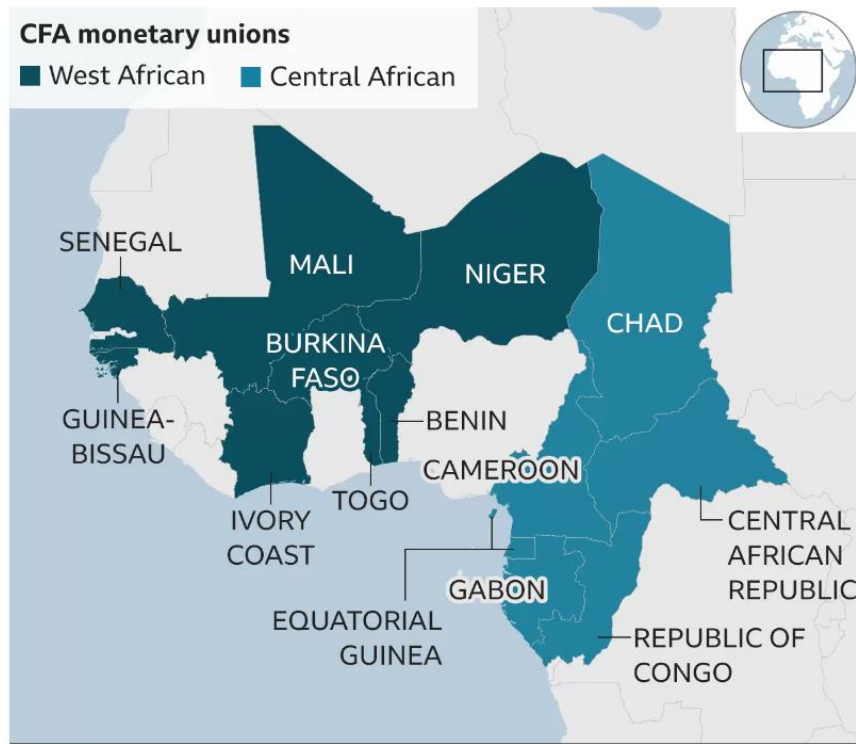 CFA monetary unions
West African
Central African
SENEGAL
MALI
NIGER
CHAD
BURKINA
FASO
GUINEA-
BISSAU
BENIN
CAMEROON
TOGO
IVORY
COAST
CENTRAL
AFRICAN
REPUBLIC
GABON
EQUATORIAL
GUINEA
REPUBLIC OF
CONGO